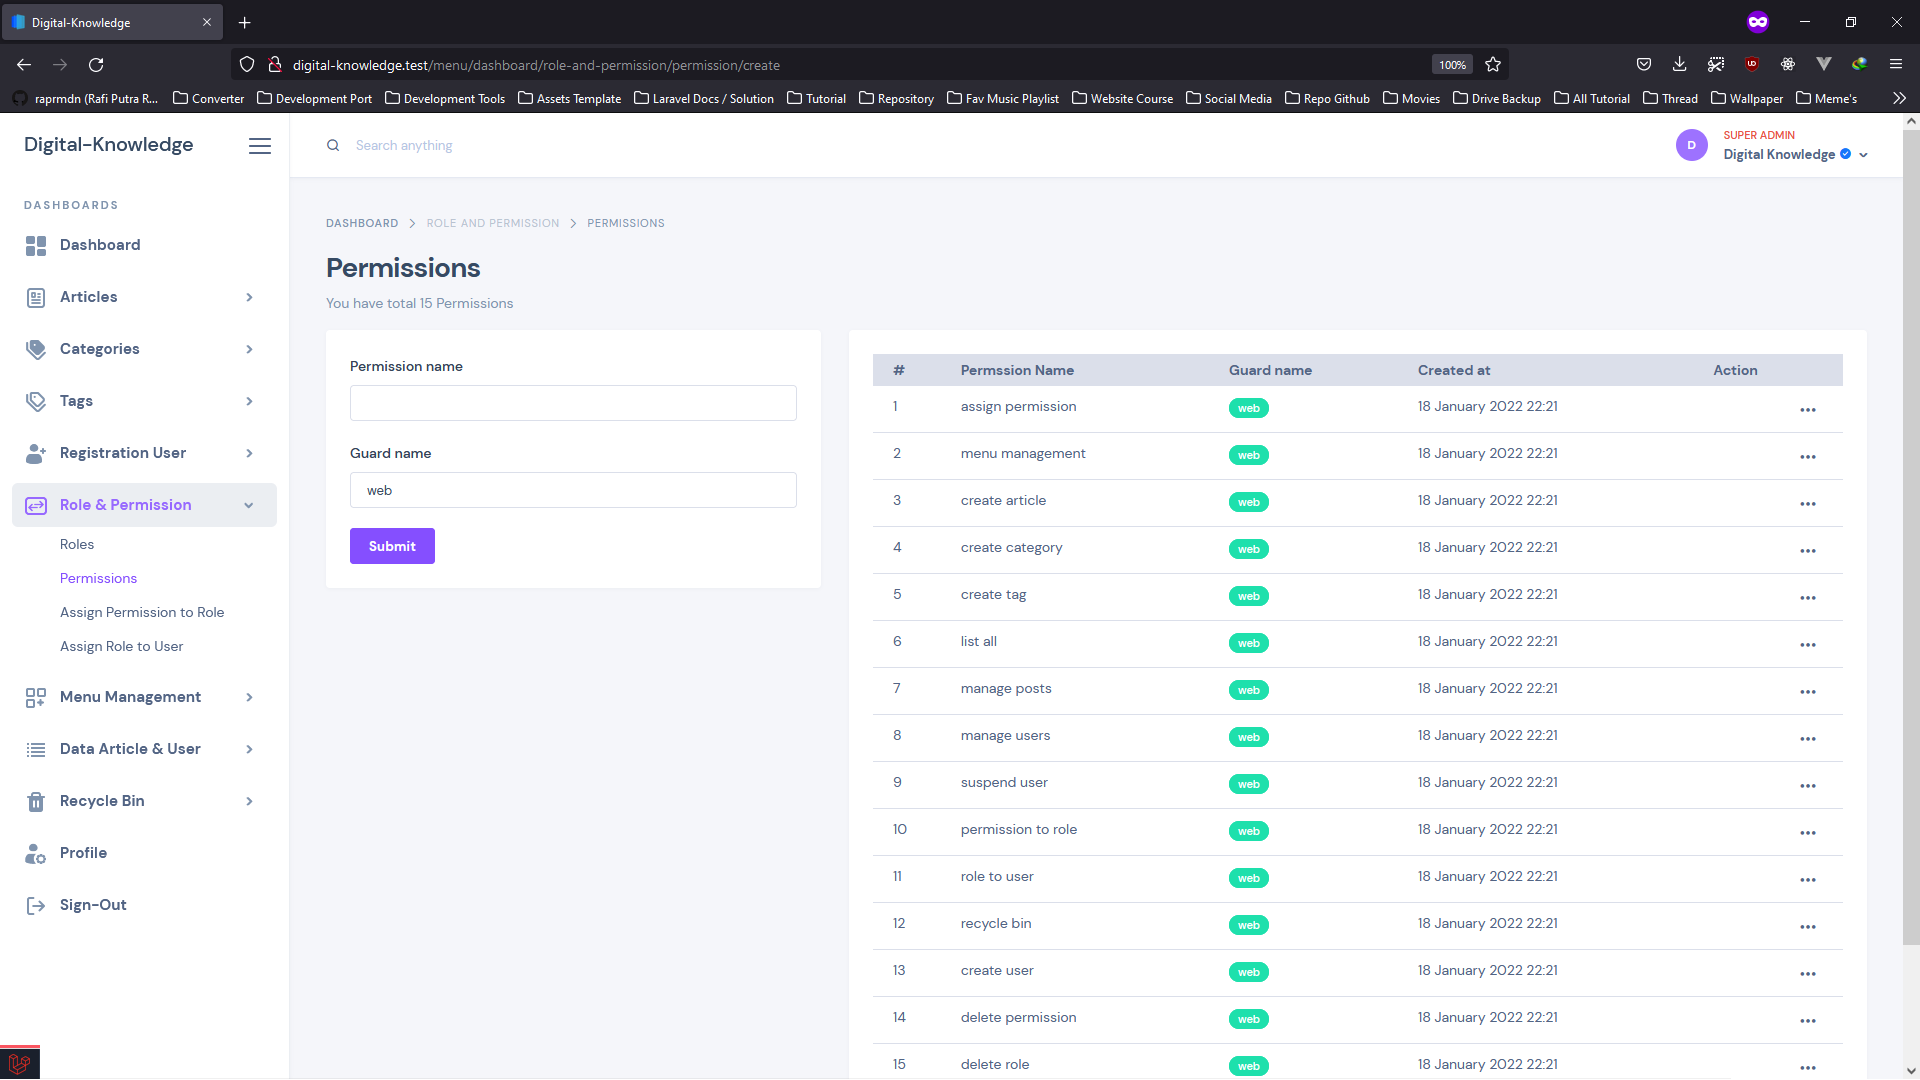 Digital-Knowledge
digital-knowledge.test/menu/dashboard/role-and-permission/permission/create
100%
raprmdn (Rafi Putra R...
Converter
Development Port
Development Tools
Assets Template
Laravel Docs / Solution
Tutorial
Repository
Fav Music Playlist
Website Course
Social Media
Repo Github
Movies
Drive Backup
All Tutorial
Thread
Wallpaper
Meme's
Digital-Knowledge
Search anything
D
SUPER ADMIN
Digital Knowledge
DASHBOARDS
Dashboard
Articles
Categories
Tags
Registration User
Role & Permission
Roles
Permissions
Assign Permission to Role
Assign Role to User
Menu Management
Data Article & User
Recycle Bin
Profile
Sign-Out
DASHBOARD > ROLE AND PERMISSION > PERMISSIONS
Permissions
You have total 15 Permissions
Permission name
Guard name
web
Submit
# Permssion Name Guard name Created at Action
1 assign permission web 18 January 2022 22:21
2 menu management web 18 January 2022 22:21
3 create article web 18 January 2022 22:21
4 create category web 18 January 2022 22:21
5 create tag web 18 January 2022 22:21
6 list all web 18 January 2022 22:21
7 manage posts web 18 January 2022 22:21
8 manage users web 18 January 2022 22:21
9 suspend user web 18 January 2022 22:21
10 permission to role web 18 January 2022 22:21
11 role to user web 18 January 2022 22:21
12 recycle bin web 18 January 2022 22:21
13 create user web 18 January 2022 22:21
14 delete permission web 18 January 2022 22:21
15 delete role web 18 January 2022 22:21